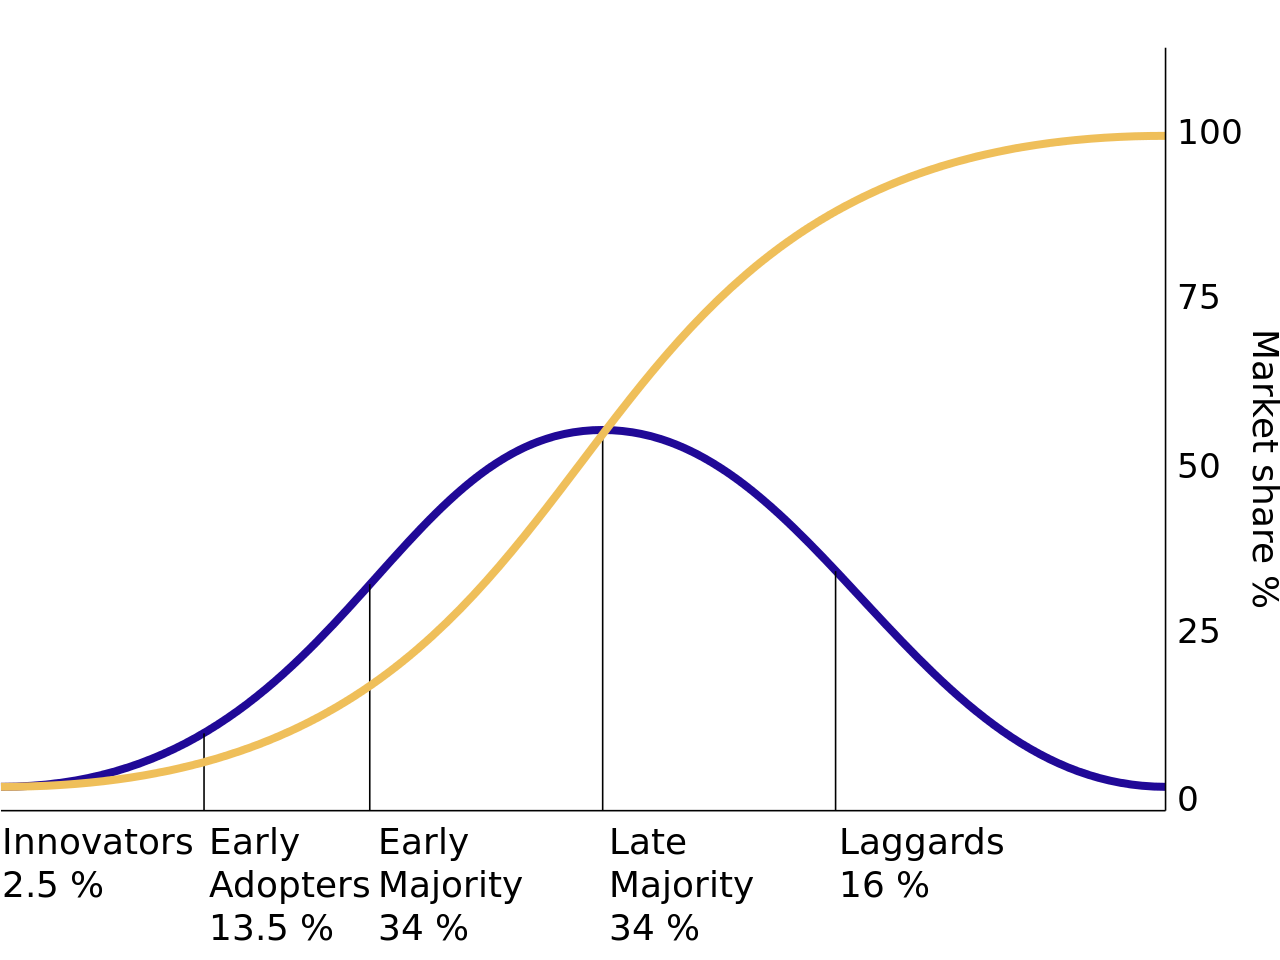 100
75
50
25
0
Market share %
Innovators
2.5 %
Early
Adopters
13.5 %
Early
Majority
34 %
Late
Majority
34 %
Laggards
16 %